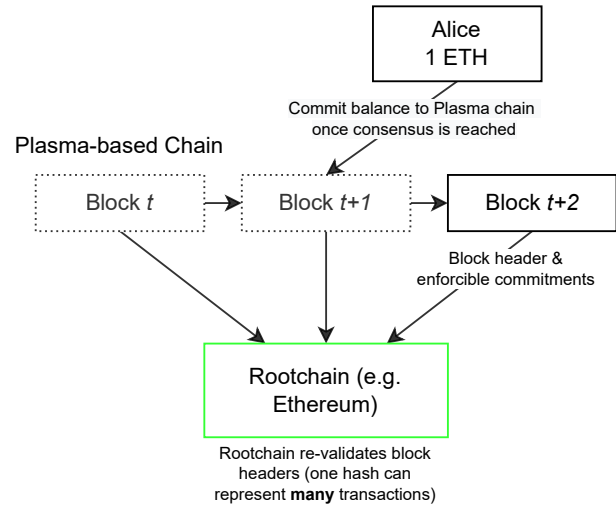 Alice
1 ETH
Commit balance to Plasma chain
once consensus is reached
Plasma-based Chain
Block t
Block t+1
Block t+2
Block header &
enforcible commitments
Rootchain (e.g.
Ethereum)
Rootchain re-validates block
headers (one hash can
represent many transactions)